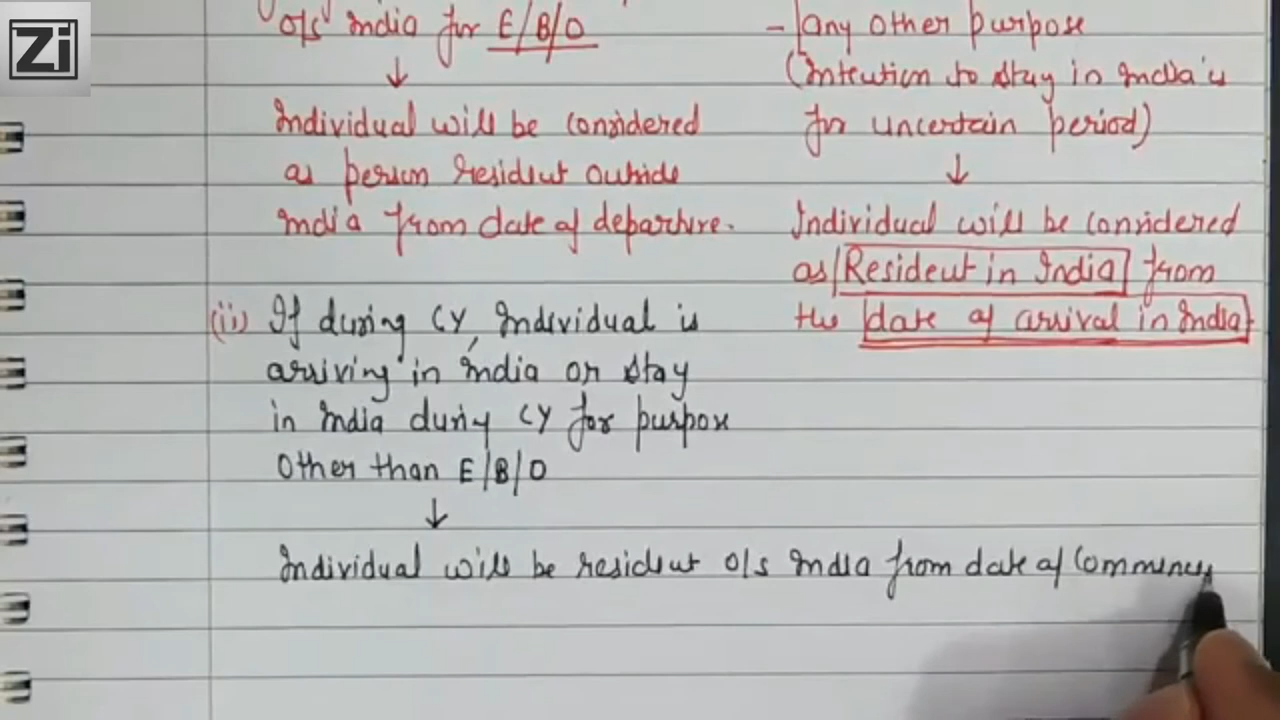 Zi
o/s India for E/B/O
↓
Individual will be considered
as person resident outside
India from date of departure.
- any other purpose
(Intention to stay in India is
for uncertain period)
↓
Individual will be considered
as Resident in India from
the date of arrival in India
(ii) If during CY, Individual is
arriving in India or stay
in India during CY for purpose
Other than E/B/O
↓
Individual will be resident o/s India from date of Commence